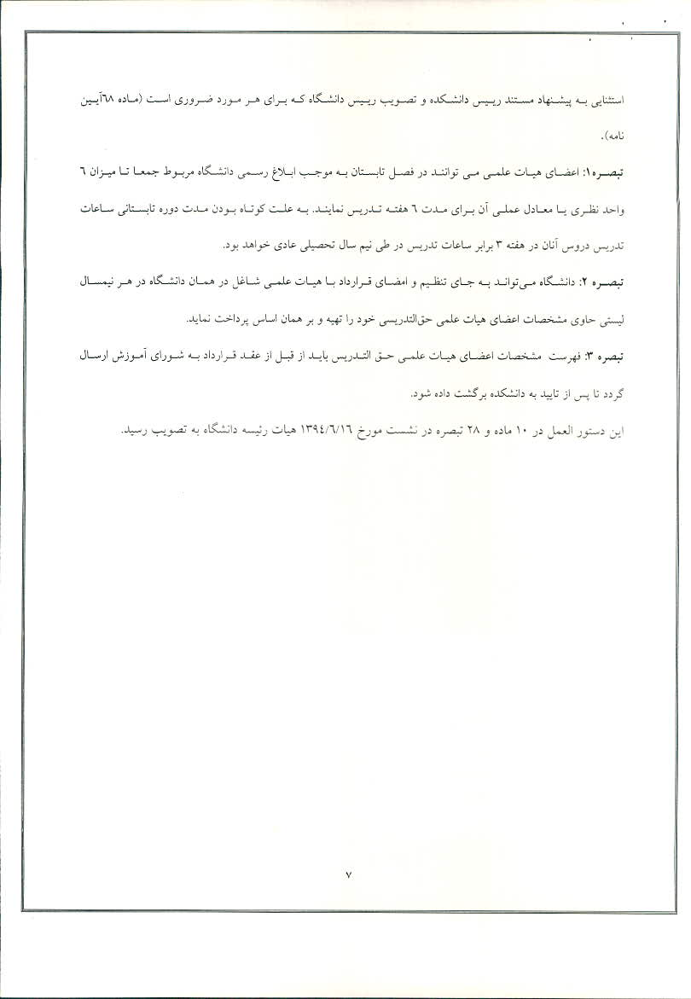 استثنایی به پیشنهاد مستند رییس دانشکده و تصویب رییس دانشگاه که برای هر مورد ضروری است (ماده ۶۸آیین
نامه).
تبصره۱: اعضای هیات علمی می توانند در فصل تابستان به موجب ابلاغ رسمی دانشگاه مربوط جمعا تا میزان ۶
واحد نظری یا معادل عملی آن برای مدت ۶ هفته تدریس نمایند. به علت کوتاه بودن مدت دوره تابستانی ساعات
تدریس دروس آنان در هفته ۳ برابر ساعات تدریس در طی نیم سال تحصیلی عادی خواهد بود.
تبصره ۲: دانشگاه می‌تواند به جای تنظیم و امضای قرارداد با هیات علمی شاغل در همان دانشگاه در هر نیمسال
لیستی حاوی مشخصات اعضای هیات علمی حق‌التدریسی خود را تهیه و بر همان اساس پرداخت نماید.
تبصره ۳: فهرست مشخصات اعضای هیات علمی حق التدریس باید از قبل از عقد قرارداد به شورای آموزش ارسال
گردد تا پس از تایید به دانشکده برگشت داده شود.
این دستور العمل در ۱۰ ماده و ۲۸ تبصره در نشست مورخ ۱۳۹٤/٦/۱٦ هیات رئیسه دانشگاه به تصویب رسید.
۷